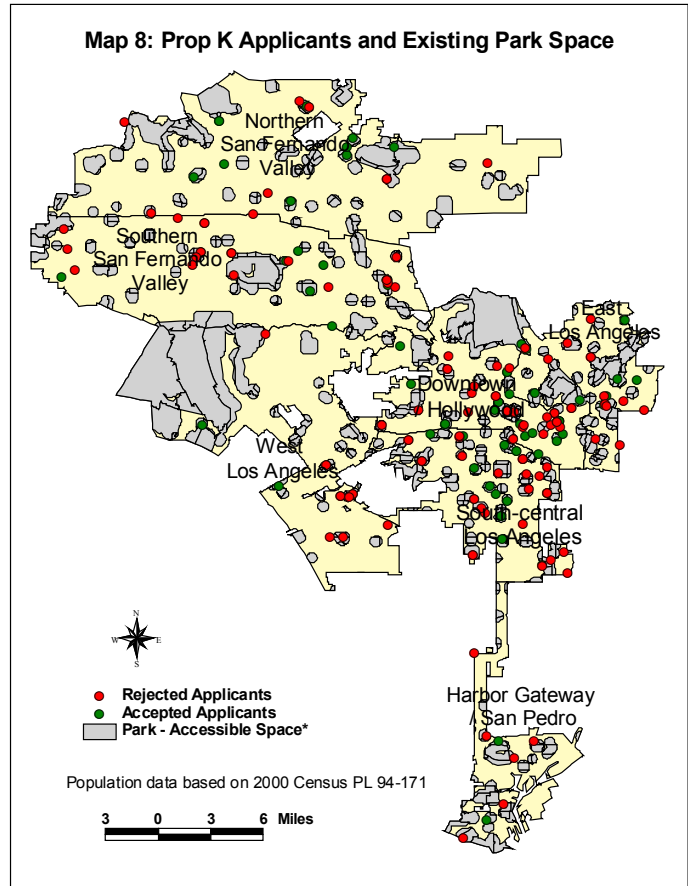 Map 8: Prop K Applicants and Existing Park Space
Northern
San Fernando
Valley
Southern
San Fernando
Valley
East
Los Angeles
Downtown
Hollywood
West
Los Angeles
South-central
Los Angeles
N
W E
S
Rejected Applicants
Accepted Applicants
Park - Accessible Space*
Harbor Gateway
/ San Pedro
Population data based on 2000 Census PL 94-171
3 0 3 6 Miles